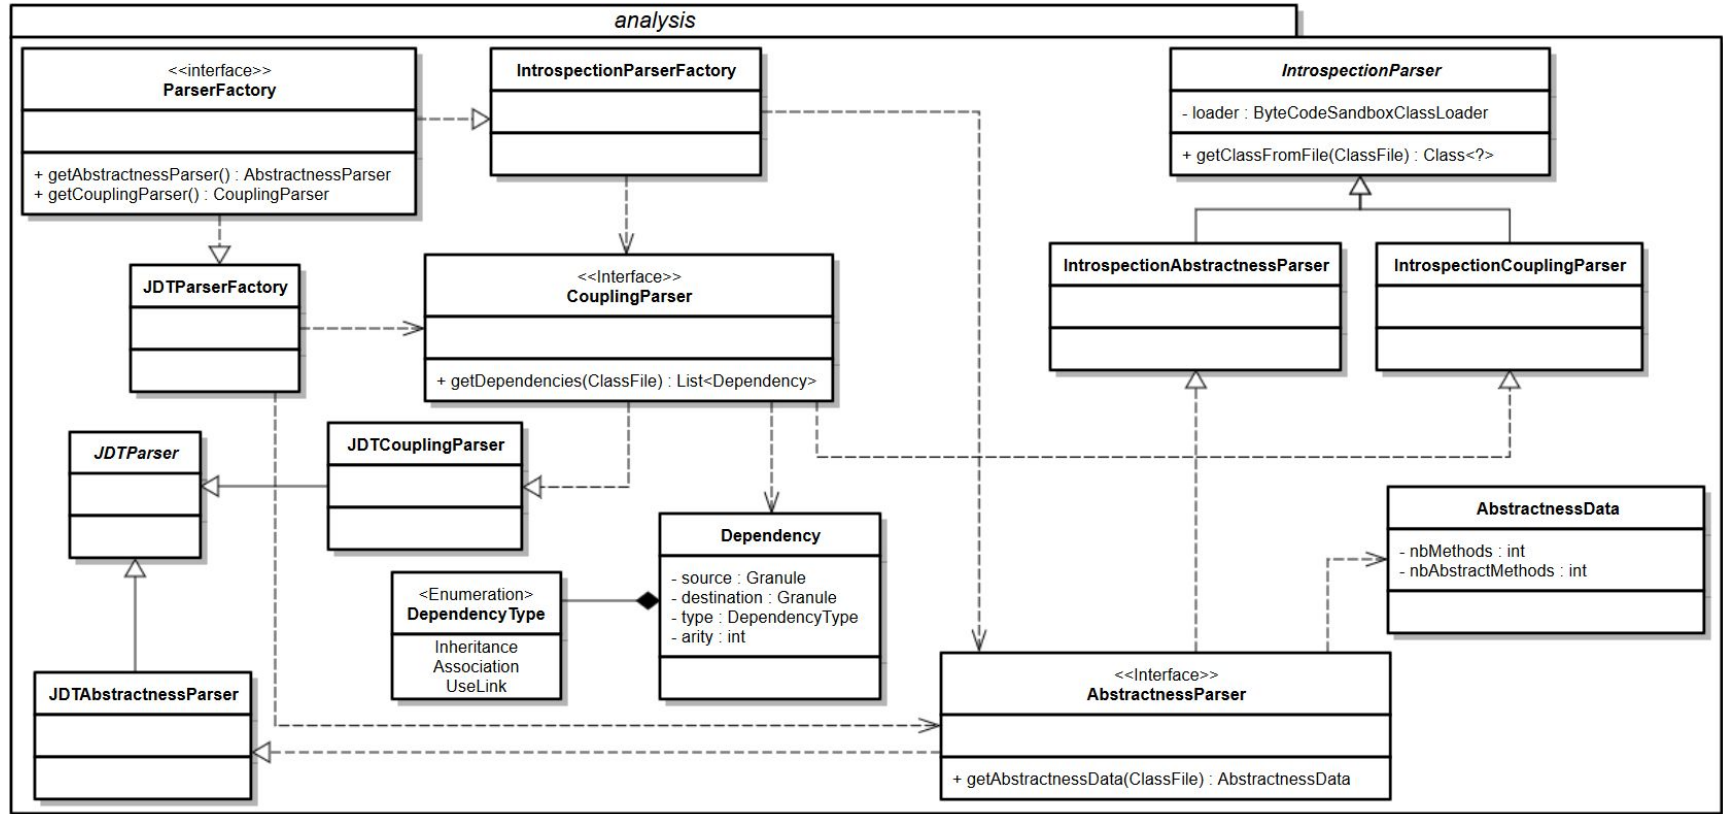 analysis
<<interface>>
ParserFactory
+ getAbstractnessParser() : AbstractnessParser
+ getCouplingParser() : CouplingParser
IntrospectionParserFactory
IntrospectionParser
- loader : ByteCodeSandboxClassLoader
+ getClassFromFile(ClassFile) : Class<?>
JDTParserFactory
<<Interface>>
CouplingParser
+ getDependencies(ClassFile) : List<Dependency>
IntrospectionAbstractnessParser
IntrospectionCouplingParser
JDTParser
JDTCouplingParser
Dependency
- source : Granule
- destination : Granule
- type : DependencyType
- arity : int
<Enumeration>
DependencyType
Inheritance
Association
UseLink
AbstractnessData
- nbMethods : int
- nbAbstractMethods : int
JDTAbstractnessParser
<<Interface>>
AbstractnessParser
+ getAbstractnessData(ClassFile) : AbstractnessData